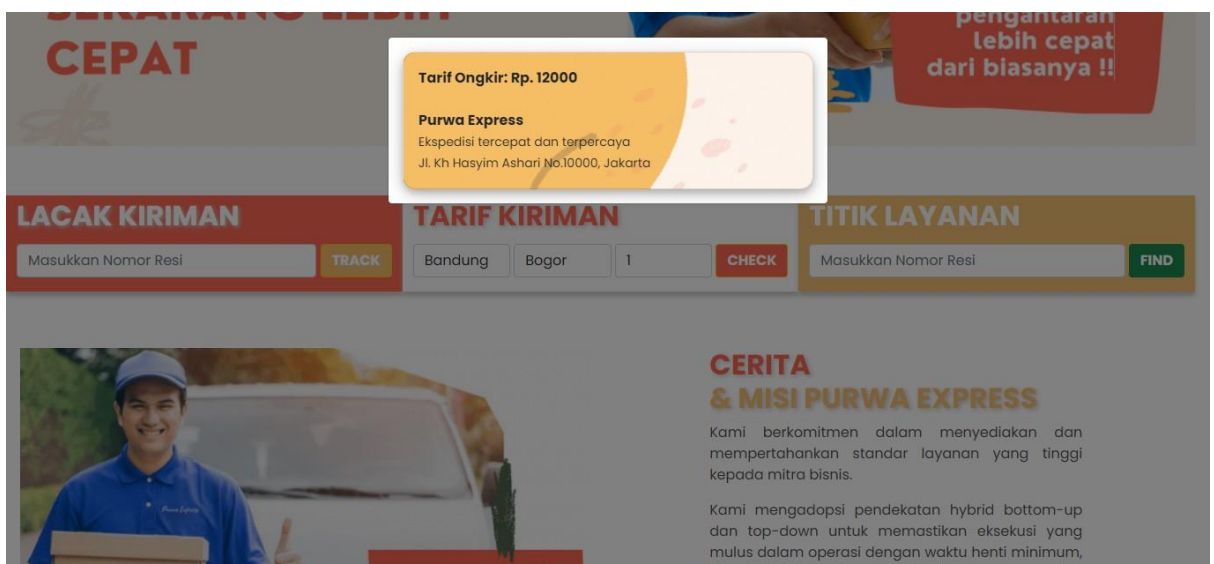 CEPAT
pengantaran
lebih cepat
dari biasanya !!
Tarif Ongkir: Rp. 12000
Purwa Express
Ekspedisi tercepat dan terpercaya
Jl. Kh Hasyim Ashari No.10000, Jakarta
LACAK KIRIMAN
Masukkan Nomor Resi TRACK
TARIF KIRIMAN
Bandung Bogor 1 CHECK
TITIK LAYANAN
Masukkan Nomor Resi FIND
CERITA
& MISI PURWA EXPRESS
Kami berkomitmen dalam menyediakan dan
mempertahankan standar layanan yang tinggi
kepada mitra bisnis.
Kami mengadopsi pendekatan hybrid bottom-up
dan top-down untuk memastikan eksekusi yang
mulus dalam operasi dengan waktu henti minimum,
Purwa Express